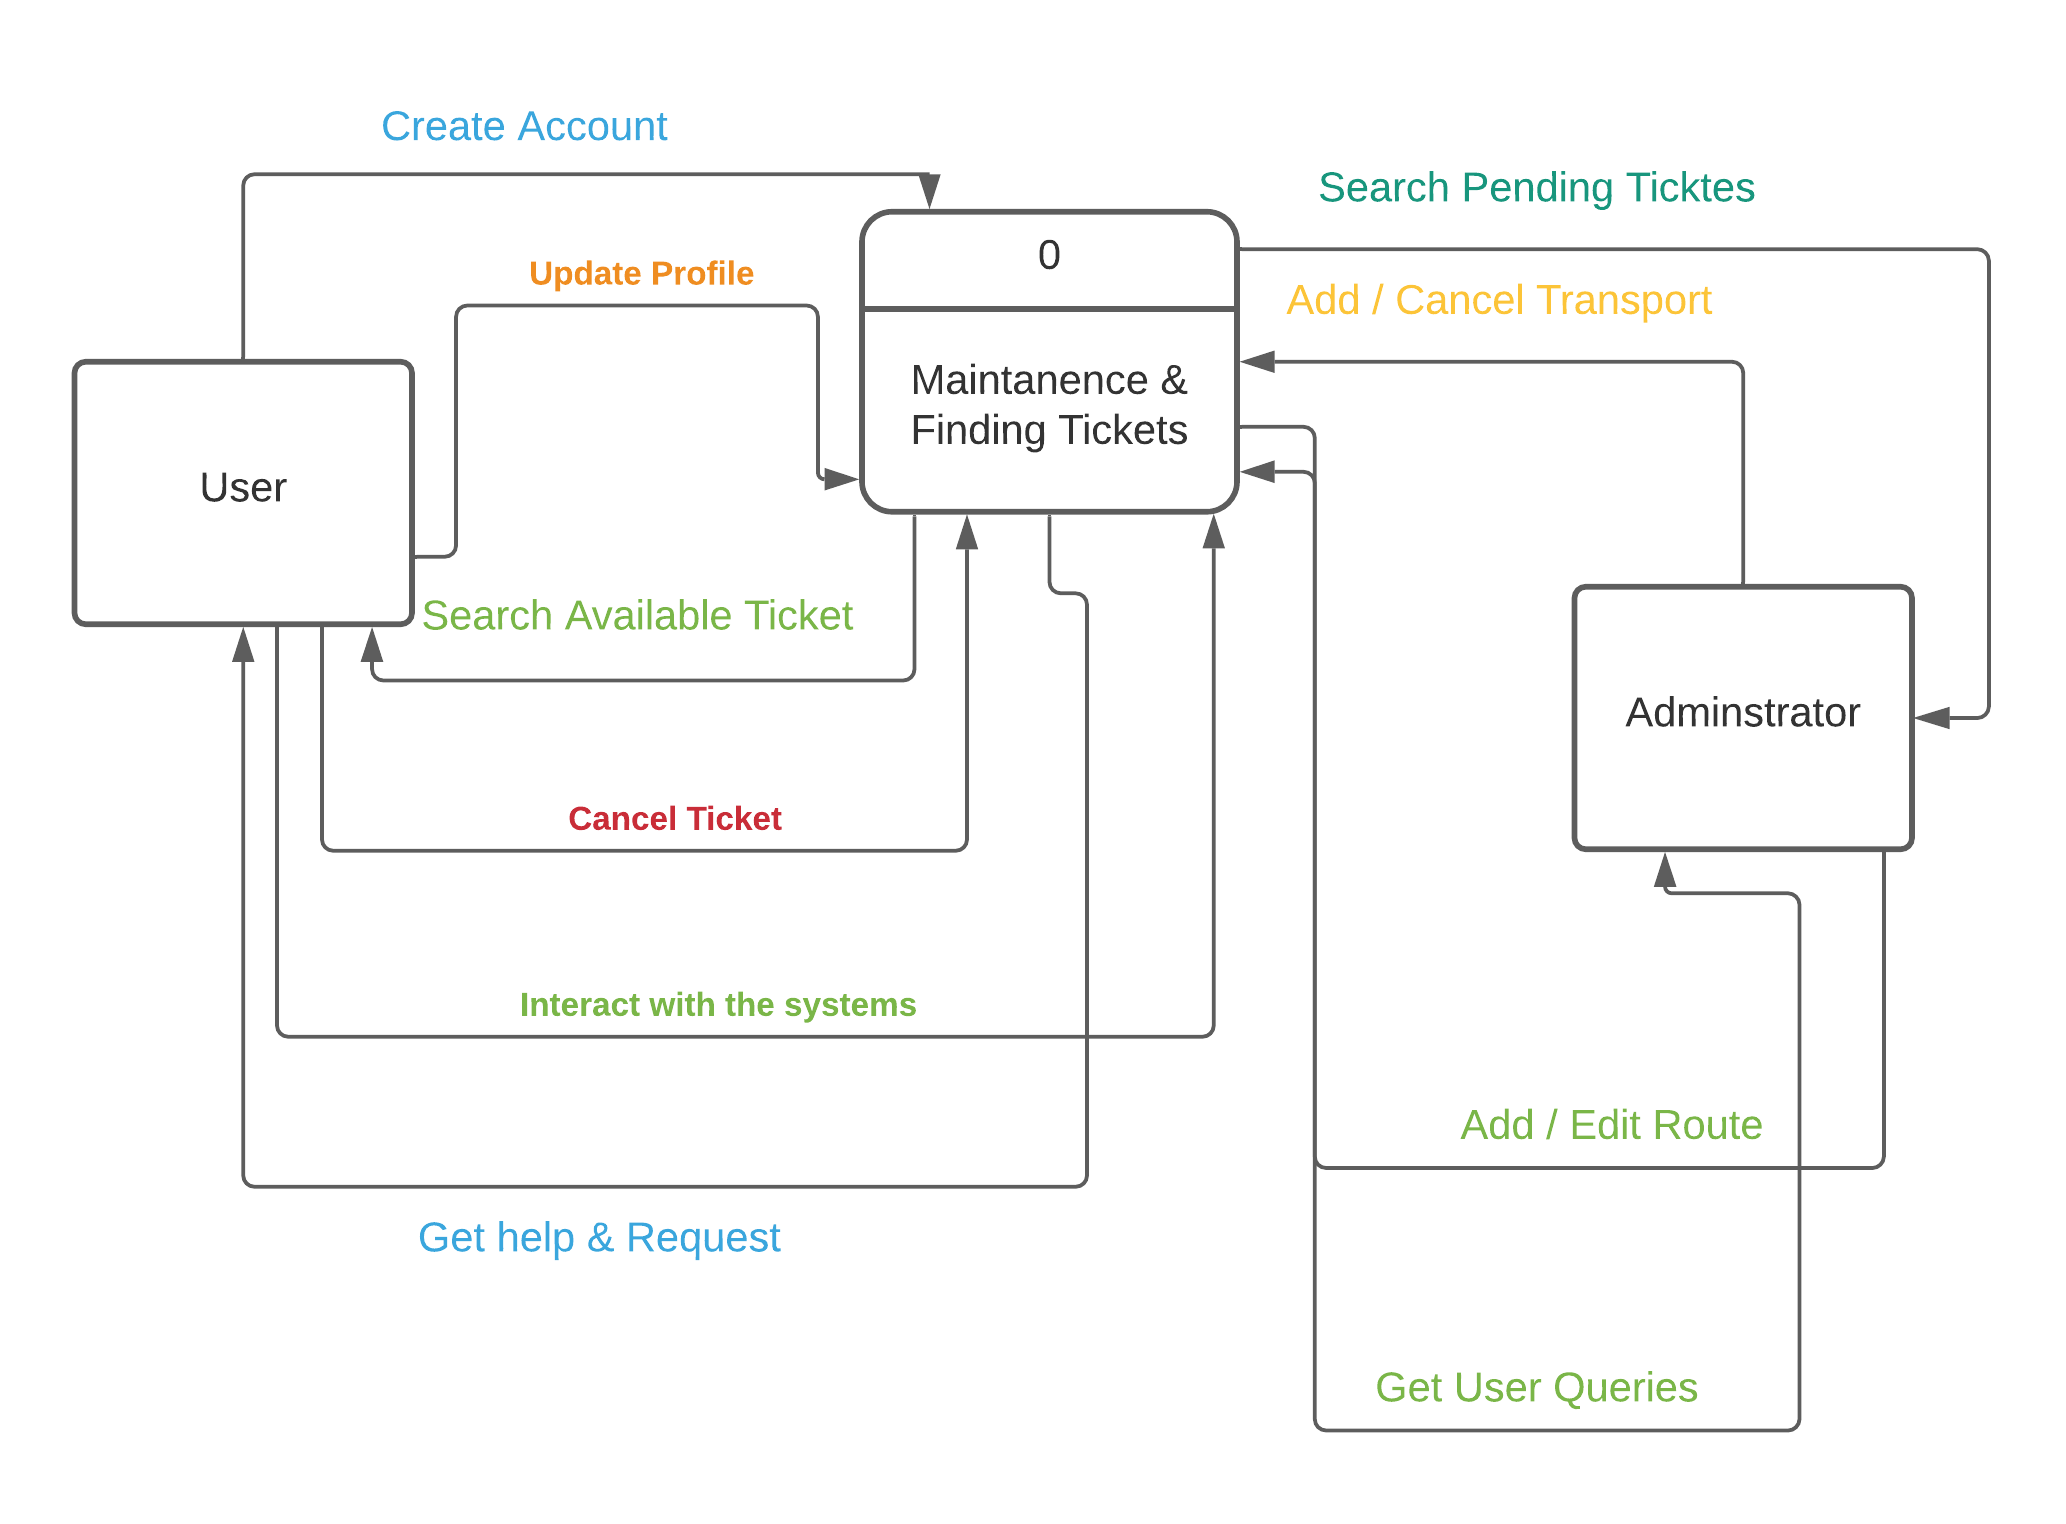 Create Account
Search Pending Ticktes
0
Update Profile
Add / Cancel Transport
Maintanence &
Finding Tickets
User
Search Available Ticket
Adminstrator
Cancel Ticket
Interact with the systems
Add / Edit Route
Get help & Request
Get User Queries